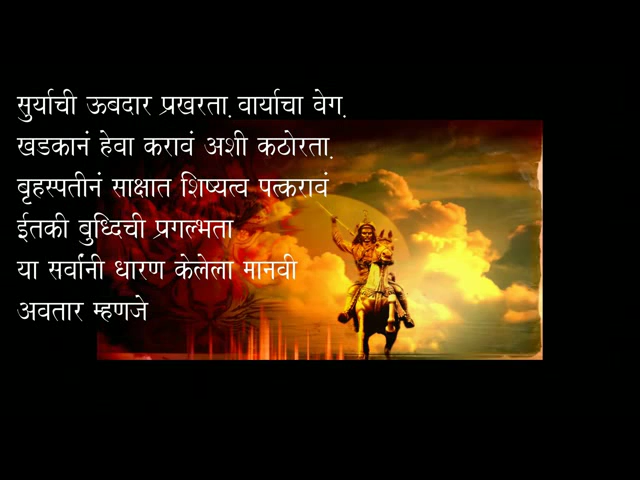 सुर्याची ऊबदार प्रखरता. वार्याचा वेग.
खडकानं हेवा करावं अशी कठोरता.
बृहस्पतीनं साक्षात शिष्यत्व पत्करावं
ईतकी बुध्दिची प्रगल्भता
या सर्वांनी धारण केलेला मानवी
अवतार म्हणजे